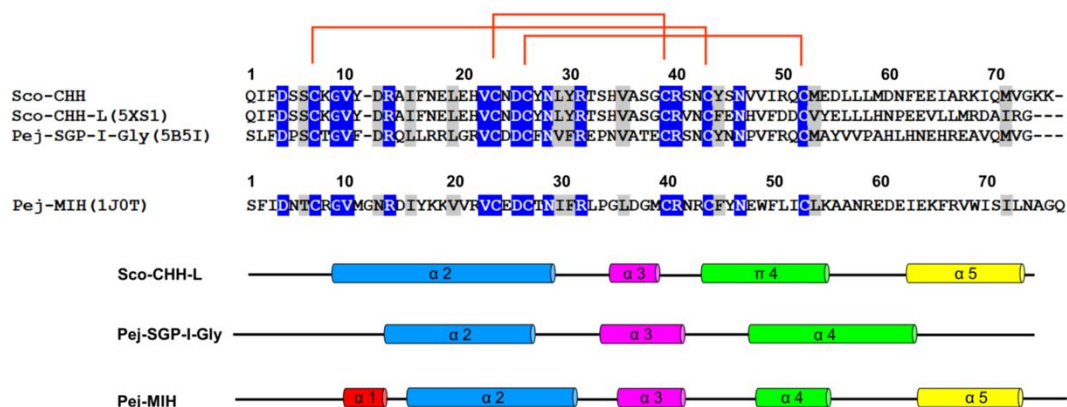 1 10 20 30 40 50 60 70
Sco-CHH QIFDSSCKGVY-DRAIFNELEHVCNDCYNLYRTSHVASGCRSNCYSNVVIRQCMEDLLLMDNFEEIARKIQMVGKK-
Sco-CHH-L(5XS1) QIFDSSCKGVY-DRAIFNELEHVCNDCYNLYRTSHVASGCRVNCFENHVFDDCVYELLLHNPEEVLLMRDAIRG---
Pej-SGP-I-Gly(5B5I) SLFDPSCTGVF-DRQLLRRLGRVCDDCFNVFREPNVATECRSNCYNNPVFRQCMAYVVPAHLHNEHREAVQMVG---
1 10 20 30 40 50 60 70
Pej-MIH(1J0T) SFIDNTCRGVMGNRDIYKKVVRVCEDCTNIFRLPGLDGMCRNRCFYNEWFLICLKAANREDEIEKFRVWISILNAGQ
Sco-CHH-L α 2 α 3 π 4 α 5
Pej-SGP-I-Gly α 2 α 3 α 4
Pej-MIH α 1 α 2 α 3 α 4 α 5